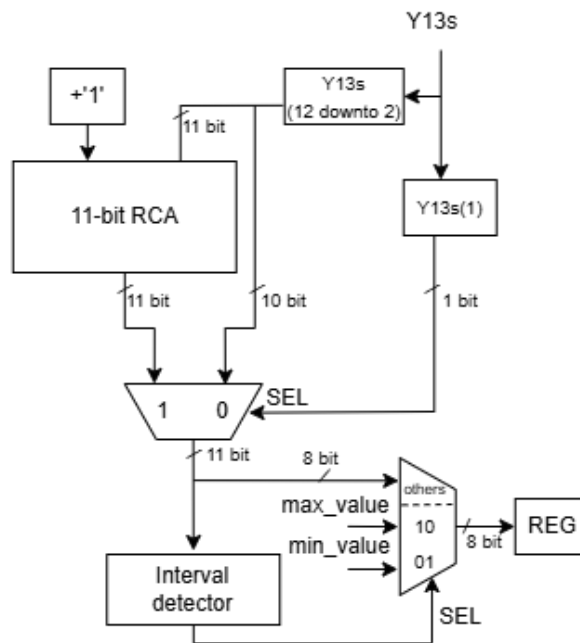 Y13s
+'1'
Y13s
(12 downto 2)
11 bit
11-bit RCA
Y13s(1)
11 bit
10 bit
1 bit
1 0
SEL
11 bit
8 bit
others
max_value
10
REG
min_value
8 bit
01
Interval
detector
SEL